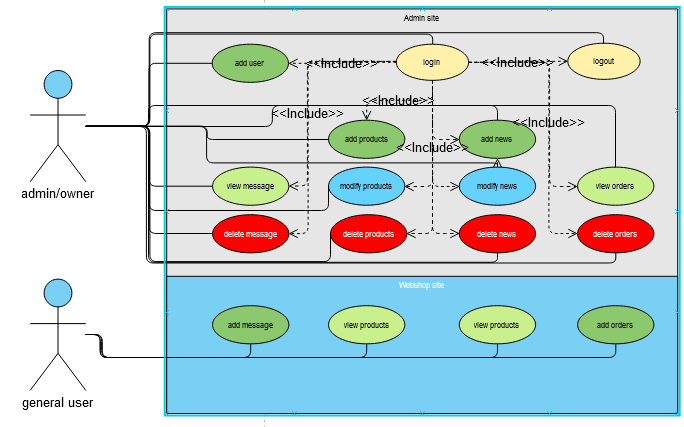 Admin site
add user
<<Include>>
login
<<Include>>
logout
<<Include>>
<<Include>>
<<Include>>
add products
<<Include>>
add news
view message
modify products
modify news
view orders
admin/owner
delete message
delete products
delete news
delete orders
Webshop site
add message
view products
view products
add orders
general user